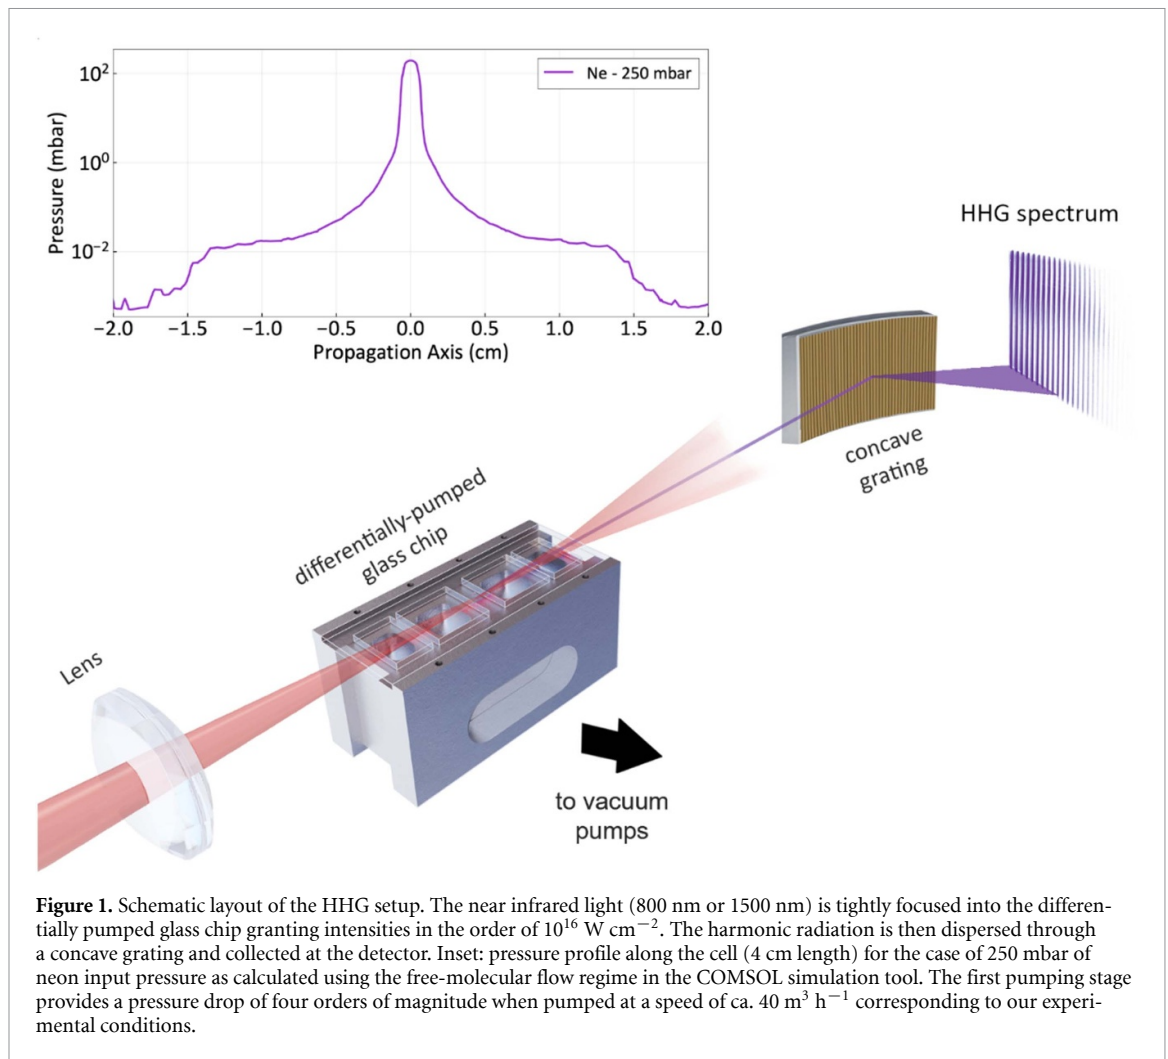 10²
10⁰
10⁻²
Pressure (mbar)
Ne - 250 mbar
−2.0 −1.5 −1.0 −0.5 0.0 0.5 1.0 1.5 2.0
Propagation Axis (cm)
HHG spectrum
concave
grating
differentially-pumped
glass chip
Lens
to vacuum
pumps
Figure 1. Schematic layout of the HHG setup. The near infrared light (800 nm or 1500 nm) is tightly focused into the differen-
tially pumped glass chip granting intensities in the order of 10¹⁶ W cm⁻². The harmonic radiation is then dispersed through
a concave grating and collected at the detector. Inset: pressure profile along the cell (4 cm length) for the case of 250 mbar of
neon input pressure as calculated using the free-molecular flow regime in the COMSOL simulation tool. The first pumping stage
provides a pressure drop of four orders of magnitude when pumped at a speed of ca. 40 m³ h⁻¹ corresponding to our experi-
mental conditions.